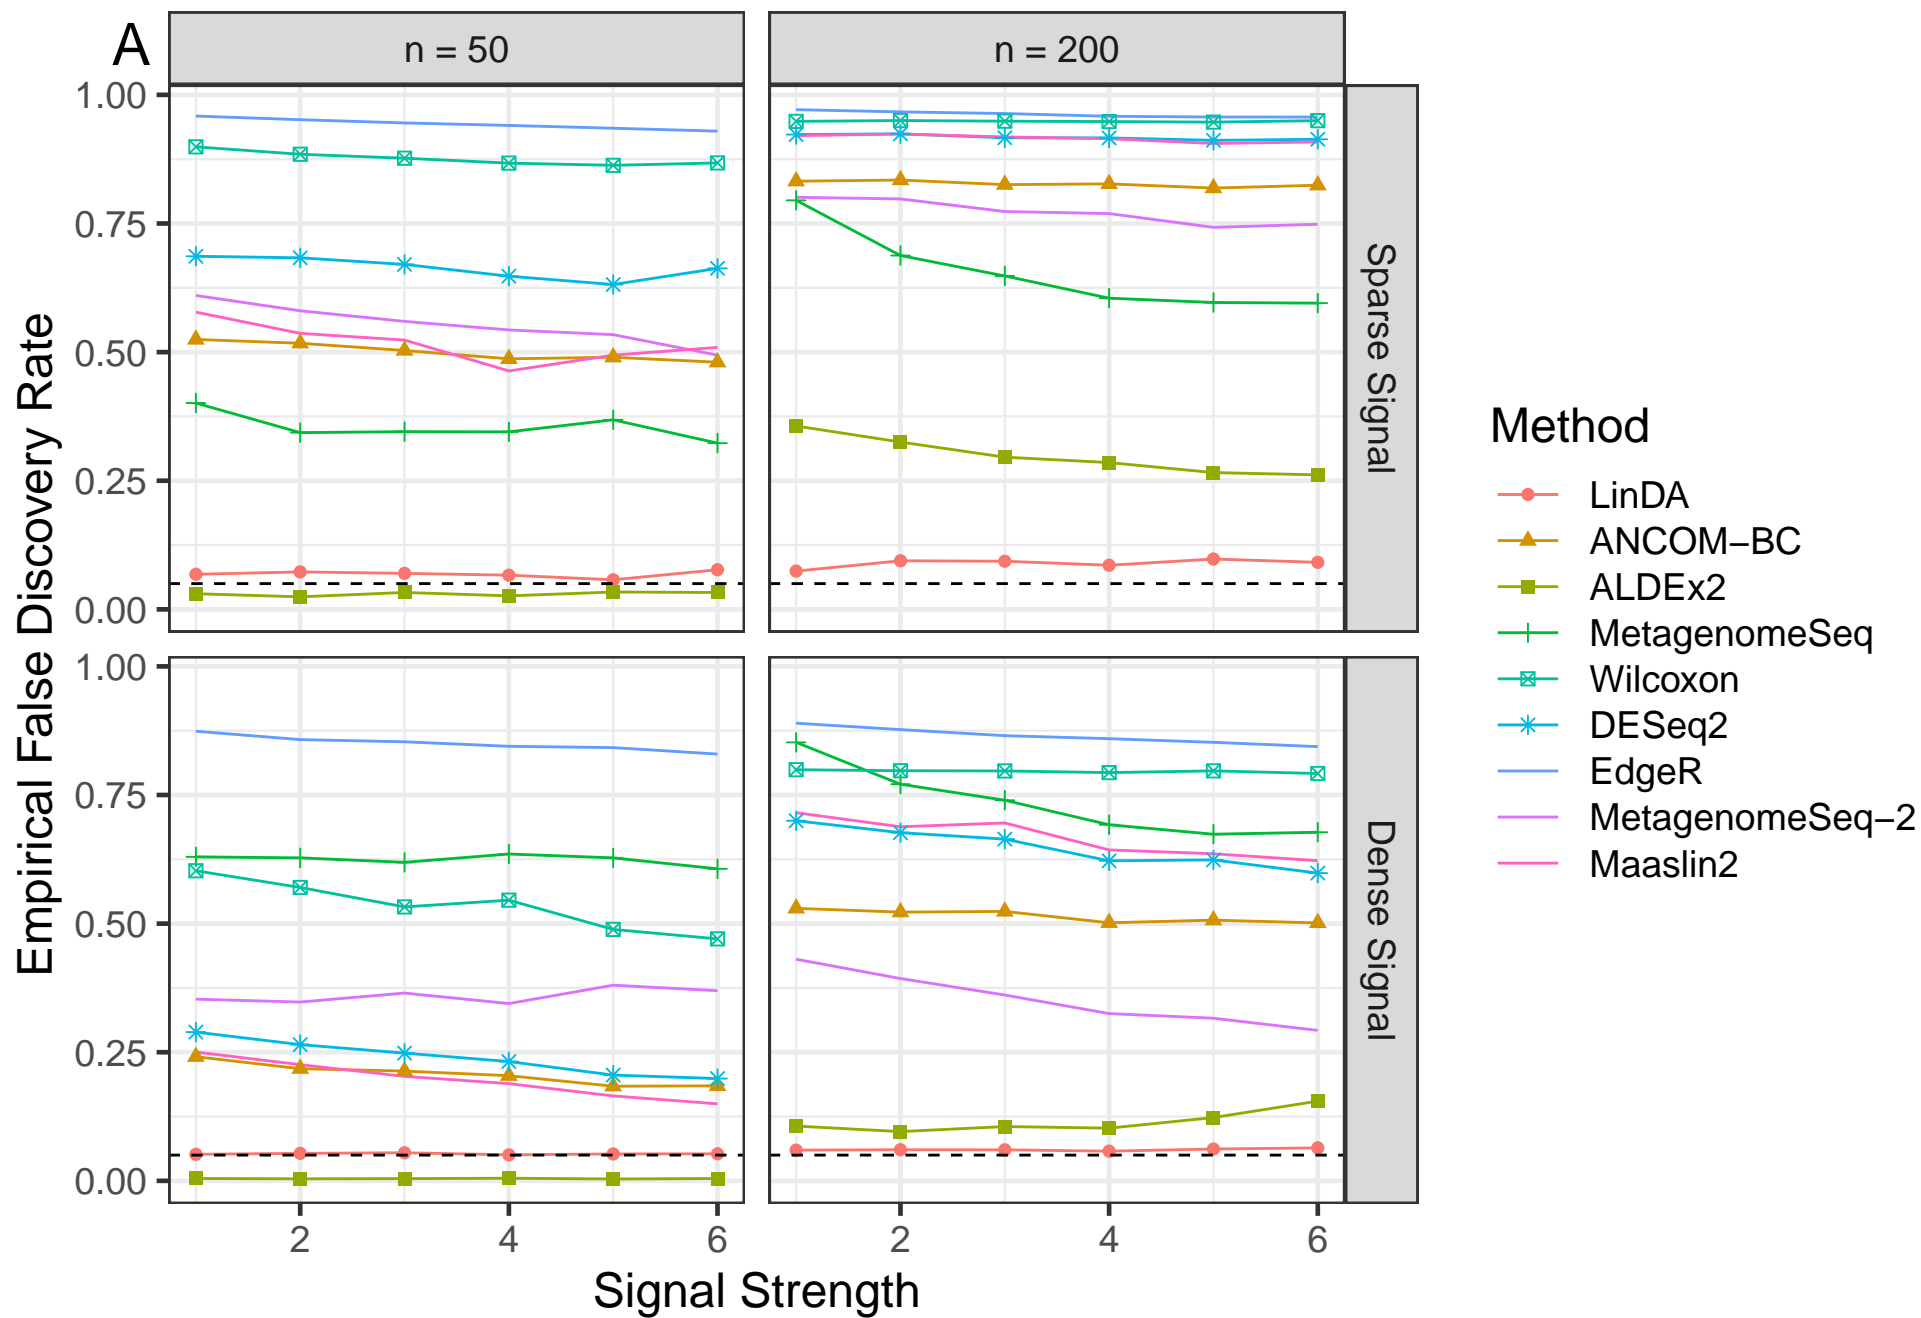 A
n = 50
n = 200
1.00
0.75
0.50
0.25
0.00
Sparse Signal
1.00
0.75
0.50
0.25
0.00
Dense Signal
2
4
6
2
4
6
Signal Strength
Empirical False Discovery Rate
Method
LinDA
ANCOM−BC
ALDEx2
MetagenomeSeq
Wilcoxon
DESeq2
EdgeR
MetagenomeSeq−2
Maaslin2